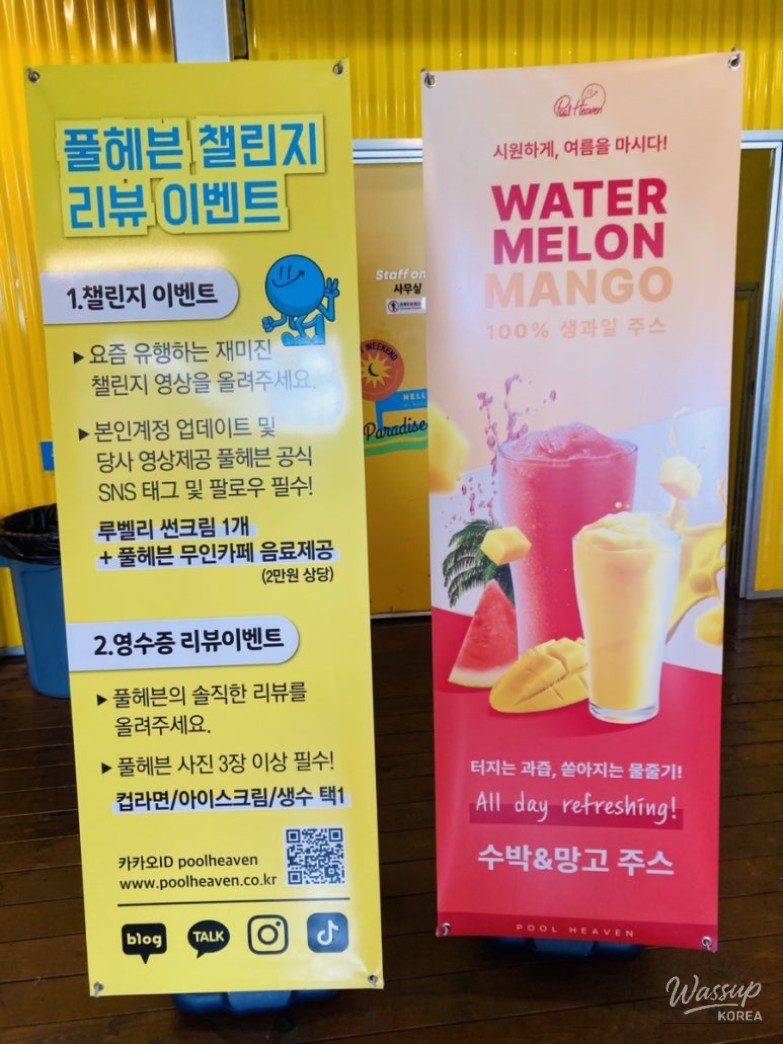 풀헤븐 챌린지
리뷰 이벤트
1.챌린지 이벤트
▶요즘 유행하는 재미진
챌린지 영상을 올려주세요.
▶본인계정 업데이트 및
당사 영상제공 풀헤븐 공식
SNS 태그 및 팔로우 필수!
루벨리 썬크림 1개
+ 풀헤븐 무인카페 음료제공
(2만원 상당)
2.영수증 리뷰이벤트
▶풀헤븐의 솔직한 리뷰를
올려주세요.
▶풀헤븐 사진 3장 이상 필수!
컵라면/아이스크림/생수 택1
카카오ID poolheaven
www.poolheaven.co.kr
blog
TALK
Staff on
사무실
WEEKEND
HELL
Paradise
Pool Heaven
시원하게, 여름을 마시다!
WATER
MELON
MANGO
100% 생과일 주스
터지는 과즙, 쏟아지는 물줄기!
All day refreshing!
수박&망고 주스
POOL HEAVEN
Wassup
KOREA